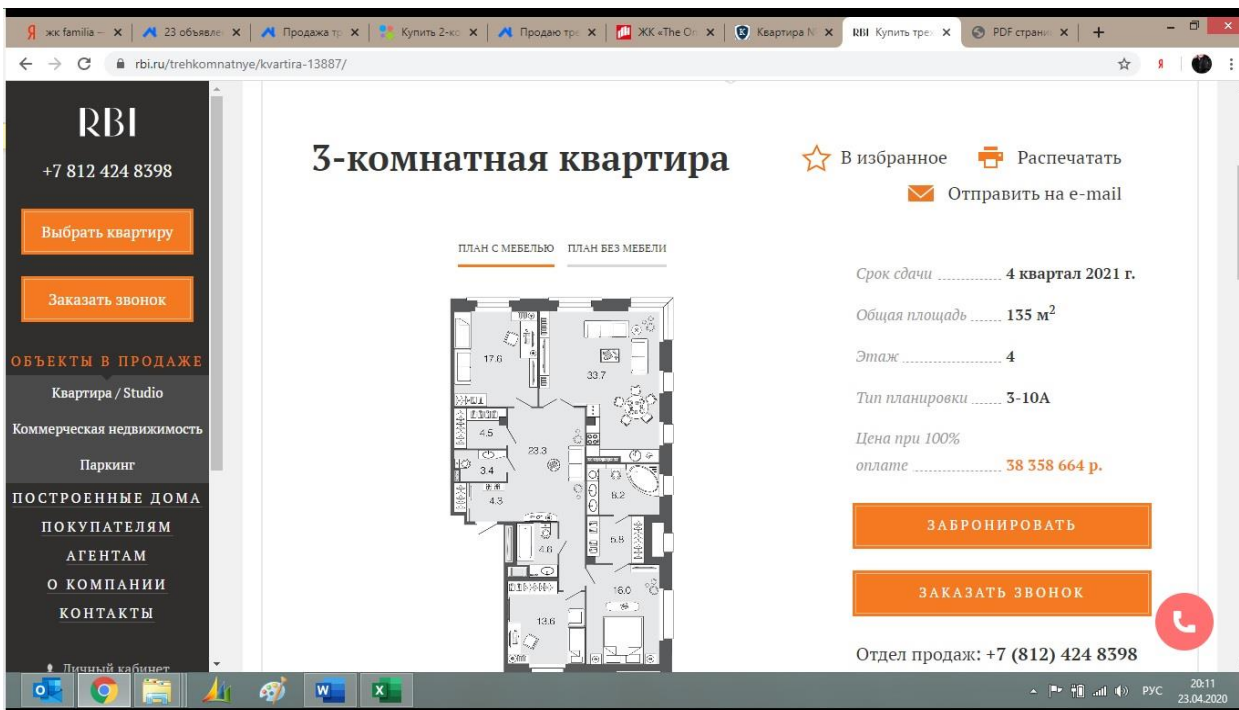 жк familia –
23 объявле
Продажа тр
Купить 2-ко
Продаю тре
ЖК «The On
Квартира N
RBI Купить трех
PDF страни
rbi.ru/trehkomnatnye/kvartira-13887/
RBI
+7 812 424 8398
Выбрать квартиру
Заказать звонок
ОБЪЕКТЫ В ПРОДАЖЕ
Квартира / Studio
Коммерческая недвижимость
Паркинг
ПОСТРОЕННЫЕ ДОМА
ПОКУПАТЕЛЯМ
АГЕНТАМ
О КОМПАНИИ
КОНТАКТЫ
Личный кабинет
3-комнатная квартира
В избранное
Распечатать
Отправить на e-mail
ПЛАН С МЕБЕЛЬЮ ПЛАН БЕЗ МЕБЕЛИ
17.6
33.7
4.5
23.3
3.4
4.3
8.2
5.8
4.6
16.0
13.6
Срок сдачи ............. 4 квартал 2021 г.
Общая площадь ...... 135 м²
Этаж .................... 4
Тип планировки ...... 3-10А
Цена при 100%
оплате .................. 38 358 664 р.
ЗАБРОНИРОВАТЬ
ЗАКАЗАТЬ ЗВОНОК
Отдел продаж: +7 (812) 424 8398
РУС
20:11
23.04.2020